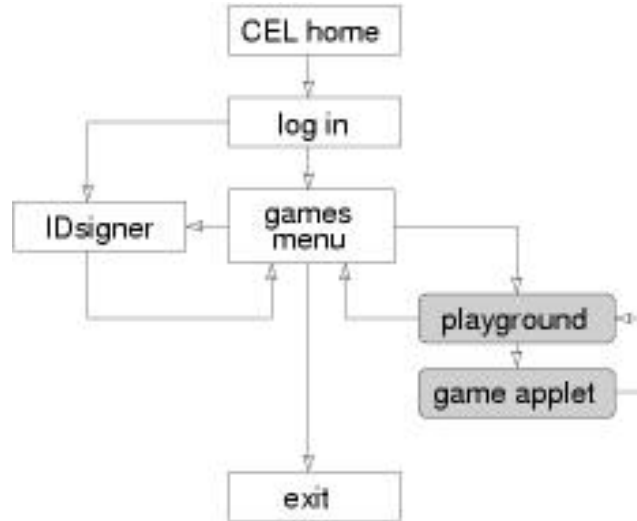 CEL home
log in
IDsigner
games
menu
playground
game applet
exit